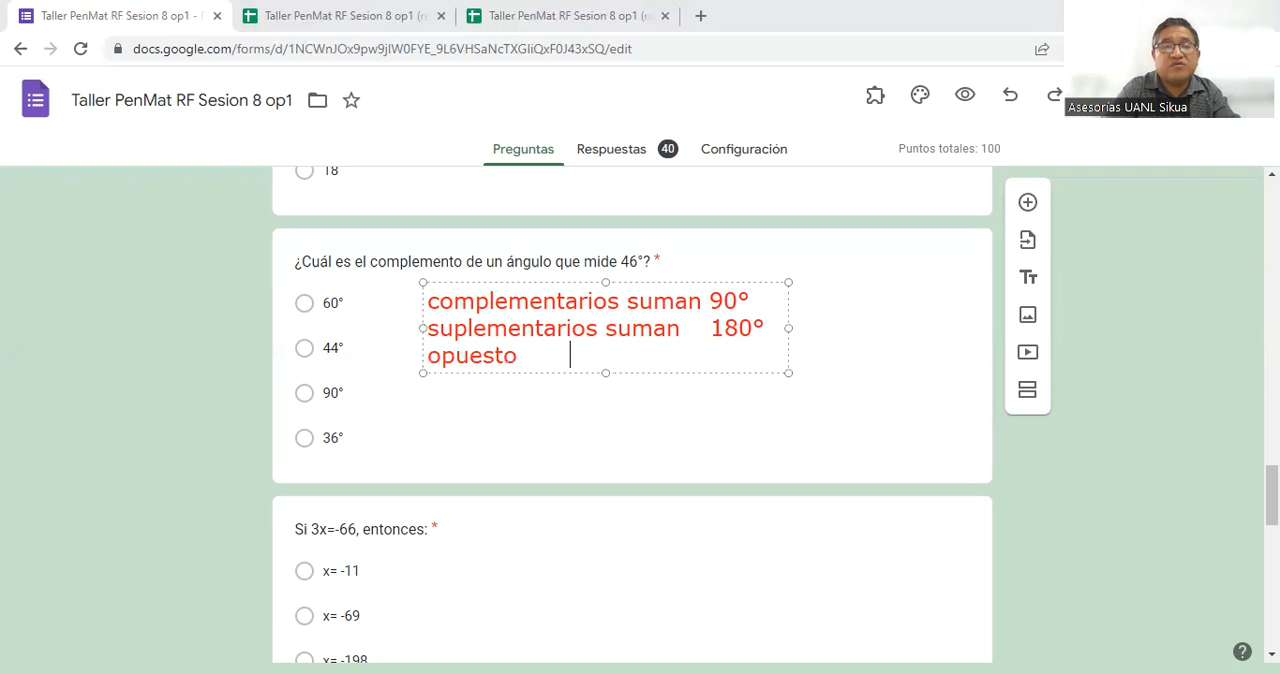 Taller PenMat RF Sesion 8 op1 - F
Taller PenMat RF Sesion 8 op1 (re
Taller PenMat RF Sesion 8 op1 (re
docs.google.com/forms/d/1NCWnJOx9pw9jIW0FYE_9L6VHSaNcTXGIiQxF0J43xSQ/edit
Taller PenMat RF Sesion 8 op1
Asesorías UANL Sikua
Preguntas
Respuestas
40
Configuración
Puntos totales: 100
18
¿Cuál es el complemento de un ángulo que mide 46°? *
60°
44°
90°
36°
complementarios suman 90°
suplementarios suman 180°
opuesto
Si 3x=-66, entonces: *
x= -11
x= -69
x= -198